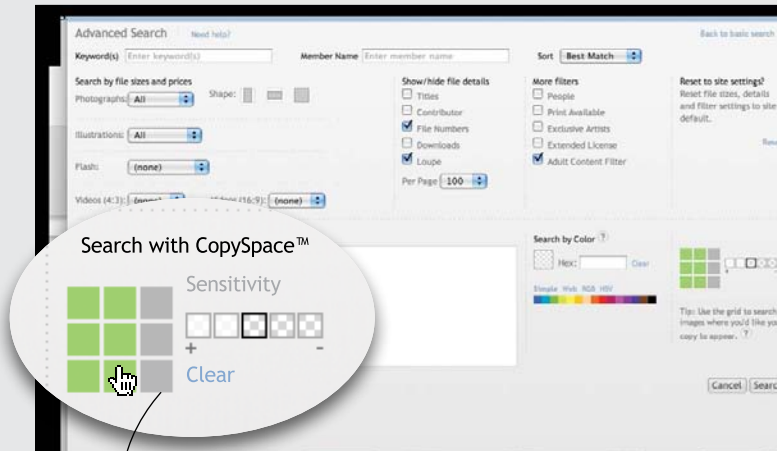 Advanced Search Need help?
Back to basic search
Keyword(s) Enter keyword(s) Member Name Enter member name Sort Best Match
Search by file sizes and prices
Photographs: All Shape:
Illustrations: All
Flash: (none)
Videos (4:3): (none) (16:9): (none)
Show/hide file details
Titles
Contributor
File Numbers
Downloads
Loupe
Per Page 100
More filters
People
Print Available
Exclusive Artists
Extended License
Adult Content Filter
Reset to site settings?
Reset file sizes, details
and filter settings to site
default.
Search with CopySpace™
Sensitivity
+ -
Clear
Search by Color ?
Hex: Clear
Simple Web RGB HSV
+
Tip: Use the grid to search
images where you'd like you
copy to appear. ?
Cancel Searc